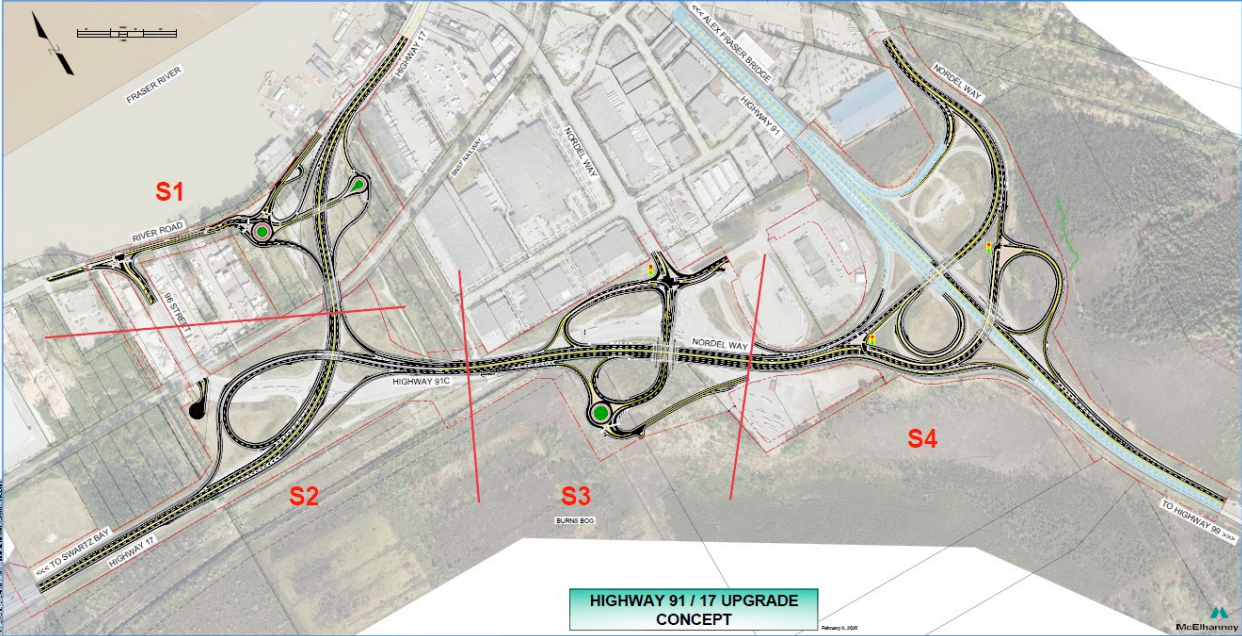 <<< ALEX FRASER BRIDGE
HIGHWAY 17
NORDEL WAY
FRASER RIVER
HIGHWAY 91
NORDEL WAY
BNSF RAILWAY
S1
RIVER ROAD
96 STREET
NORDEL WAY
HIGHWAY 91C
S4
S2
S3
BURNS BOG
TO HIGHWAY 99 >>>
<<< TO SWARTZ BAY
HIGHWAY 17
HIGHWAY 91 / 17 UPGRADE
CONCEPT
McElhanney